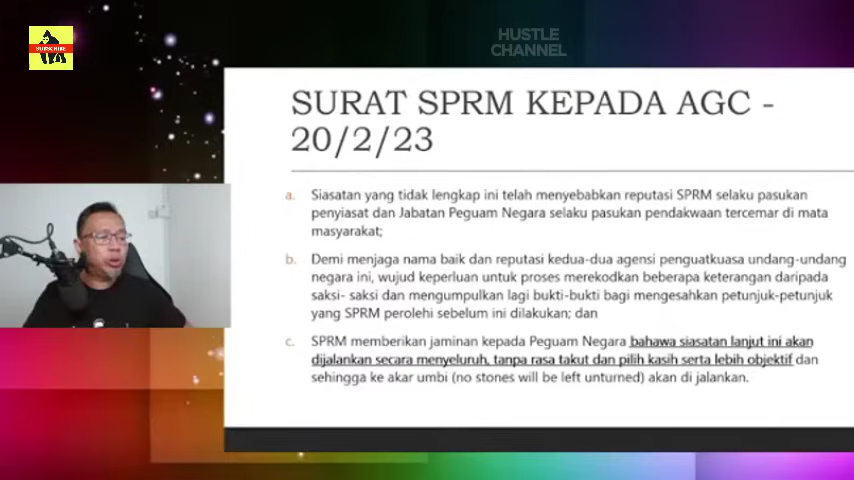 SUBSCRIBE
HUSTLE
CHANNEL
SURAT SPRM KEPADA AGC -
20/2/23
a. Siasatan yang tidak lengkap ini telah menyebabkan reputasi SPRM selaku pasukan
penyiasat dan Jabatan Peguam Negara selaku pasukan pendakwaan tercemar di mata
masyarakat;
b. Demi menjaga nama baik dan reputasi kedua-dua agensi penguatkuasa undang-undang
negara ini, wujud keperluan untuk proses merekodkan beberapa keterangan daripada
saksi- saksi dan mengumpulkan lagi bukti-bukti bagi mengesahkan petunjuk-petunjuk
yang SPRM perolehi sebelum ini dilakukan; dan
c. SPRM memberikan jaminan kepada Peguam Negara bahawa siasatan lanjut ini akan
dijalankan secara menyeluruh, tanpa rasa takut dan pilih kasih serta lebih objektif dan
sehingga ke akar umbi (no stones will be left unturned) akan di jalankan.